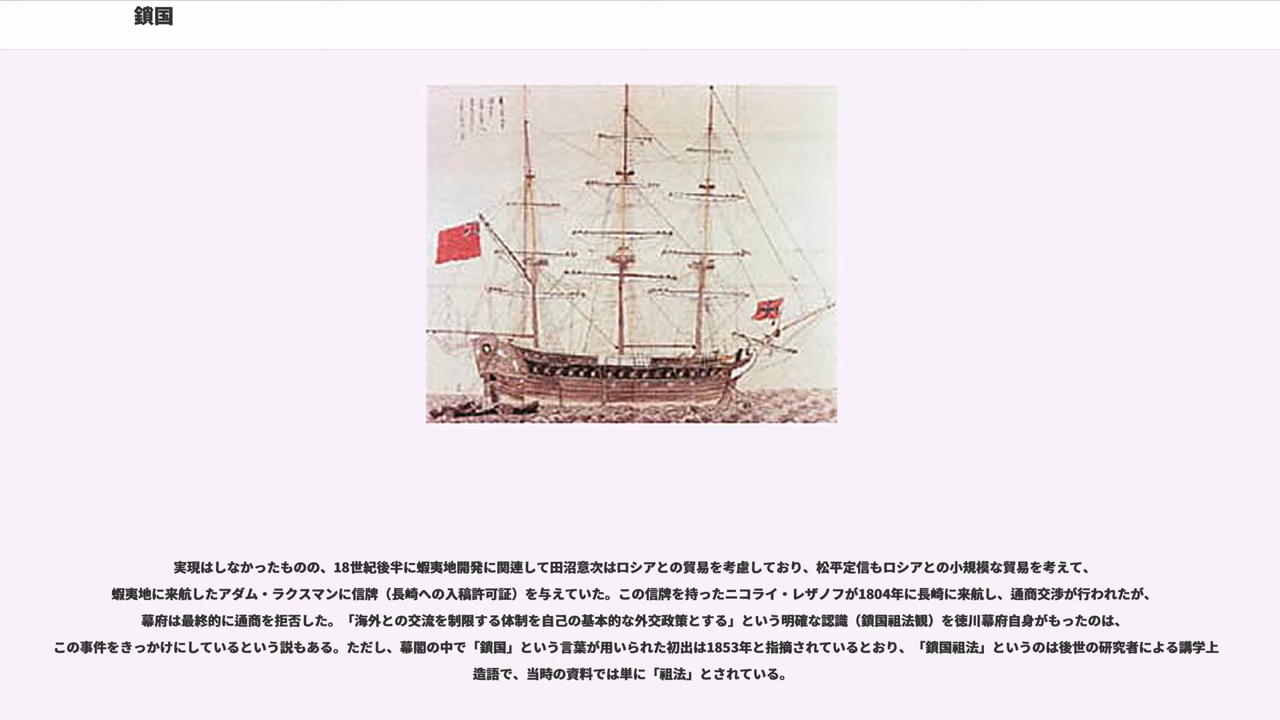 鎖国
実現はしなかったものの、18世紀後半に蝦夷地開発に関連して田沼意次はロシアとの貿易を考慮しており、松平定信もロシアとの小規模な貿易を考えて、
蝦夷地に来航したアダム・ラクスマンに信牌（長崎への入稿許可証）を与えていた。この信牌を持ったニコライ・レザノフが1804年に長崎に来航し、通商交渉が行われたが、
幕府は最終的に通商を拒否した。「海外との交流を制限する体制を自己の基本的な外交政策とする」という明確な認識（鎖国祖法観）を徳川幕府自身がもったのは、
この事件をきっかけにしているという説もある。ただし、幕閣の中で「鎖国」という言葉が用いられた初出は1853年と指摘されているとおり、「鎖国祖法」というのは後世の研究者による講学上
造語で、当時の資料では単に「祖法」とされている。